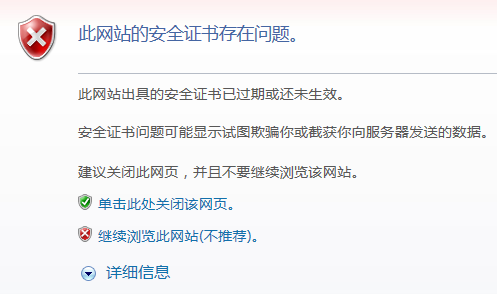 此网站的安全证书存在问题。
此网站出具的安全证书已过期或还未生效。
安全证书问题可能显示试图欺骗你或截获你向服务器发送的数据。
建议关闭此网页，并且不要继续浏览该网站。
单击此处关闭该网页。
继续浏览此网站(不推荐)。
详细信息